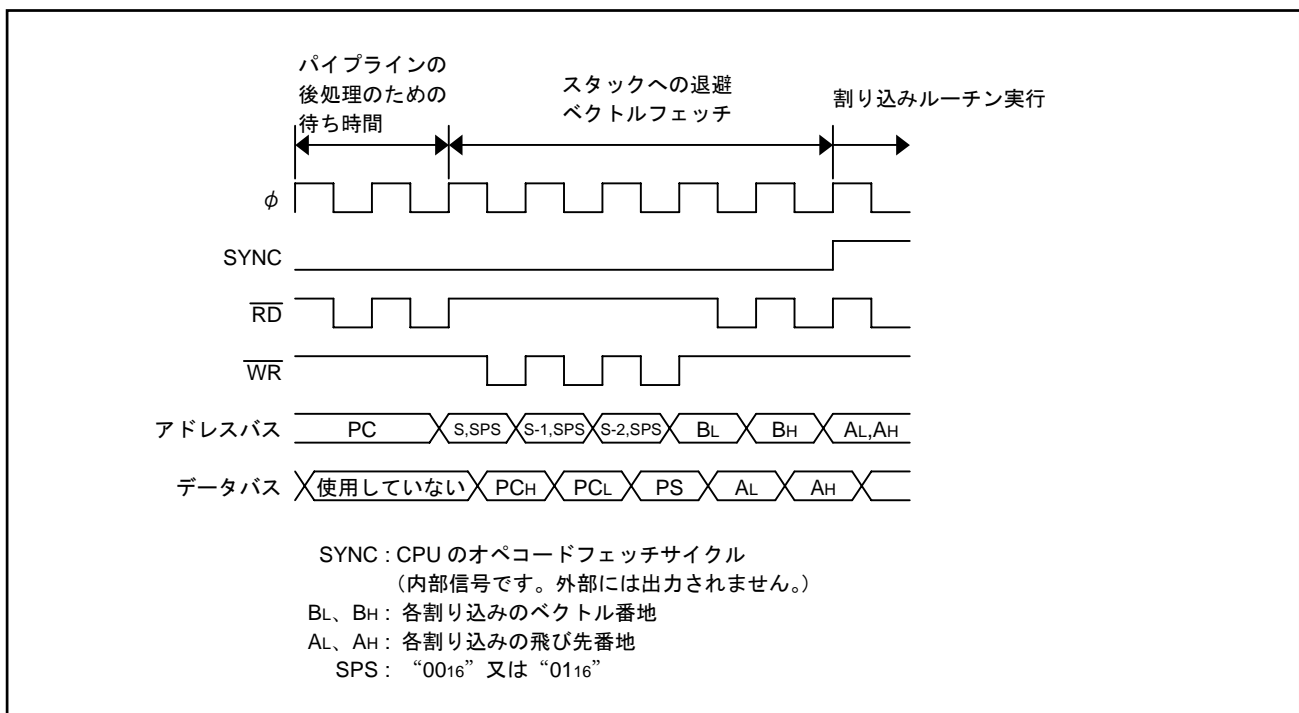 パイプラインの
後処理のための
待ち時間
スタックへの退避
ベクトルフェッチ
割り込みルーチン実行
φ
SYNC
RD
WR
アドレスバス PC S,SPS S-1,SPS S-2,SPS BL BH AL,AH
データバス 使用していない PCH PCL PS AL AH
SYNC : CPU のオペコードフェッチサイクル
（内部信号です。外部には出力されません。）
BL、BH : 各割り込みのベクトル番地
AL、AH : 各割り込みの飛び先番地
SPS : “0016” 又は “0116”